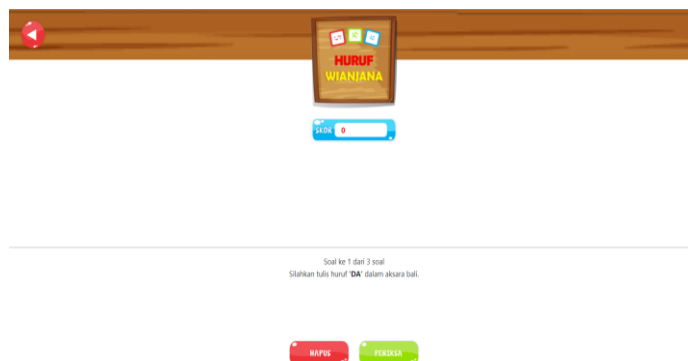 HURUF
WIANJANA
SKOR 0
Soal ke 1 dari 3 soal
Silahkan tulis huruf 'DA' dalam aksara bali.
HAPUS PERIKSA